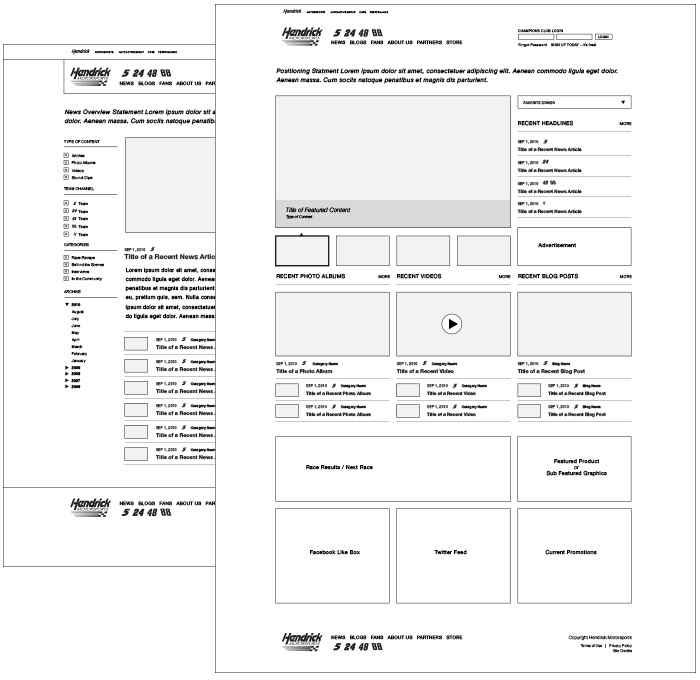 Hendrick MOTORSPORTS AUTOS/INVESTMENT CARS PERFORMANCE
Hendrick
MOTORSPORTS
5 24 48 88
NEWS BLOGS FANS ABOUT US PAR
News Overview Statement Lorem ipsum dolor sit a
dolor. Aenean massa. Cum sociis natoque penatib
TYPE OF CONTENT
Articles
Photo Albums
Videos
Sound Clips
TEAM CHANNEL
5 Team
24 Team
48 Team
88 Team
Team
CATEGORIES
Race Recaps
Behind the Scenes
Interviews
In the Community
ARCHIVE
2010
August
July
June
May
April
March
February
January
2009
2008
2007
2006
SEP 1, 2010 5
Title of a Recent News Artic
Lorem ipsum dolor sit amet, conse
commodo ligula eget dolor. Aenean
penatibus et magnis dis parturient
eu, pretium quis, sem. Nulla conse
ipsum dolor sit amet, consectetuer
do ligula eget dolor. Aenean mass
SEP 1, 2010 5 Category Name
Title of a Recent News
SEP 1, 2010 5 Category Name
Title of a Recent News
SEP 1, 2010 5 Category Name
Title of a Recent News
SEP 1, 2010 5 Category Name
Title of a Recent News
SEP 1, 2010 5 Category Name
Title of a Recent News
SEP 1, 2010 5 Category Name
Title of a Recent News
Hendrick
MOTORSPORTS
NEWS BLOGS FANS ABOUT US PAR
5 24 48 88
Hendrick MOTORSPORTS CARS PERFORMANCE
Hendrick
MOTORSPORTS
5 24 48 88
NEWS BLOGS FANS ABOUT US PARTNERS STORE
CHAMPIONS CLUB LOGIN
LOGIN
Forgot Password SIGN UP TODAY - It's free!
Positioning Statment Lorem ipsum dolor sit amet, consectetuer adipiscing elit. Aenean commodo ligula eget dolor.
Aenean massa. Cum sociis natoque penatibus et magnis dis parturient.
Title of Featured Content
Type of Content
FAVORITE DRIVER
RECENT HEADLINES MORE
SEP 1, 2010 5
Title of a Recent News Article
SEP 1, 2010 24
Title of a Recent News Article
SEP 1, 2010 48 88
Title of a Recent News Article
SEP 1, 2010
Title of a Recent News Article
Advertisement
RECENT PHOTO ALBUMS MORE
SEP 1, 2010 5 Category Name
Title of a Photo Album
SEP 1, 2010 5 Category Name
Title of a Recent Photo Album
SEP 1, 2010 5 Category Name
Title of a Recent Photo Album
RECENT VIDEOS MORE
SEP 1, 2010 5 Category Name
Title of a Recent Video
SEP 1, 2010 5 Category Name
Title of a Recent Video
SEP 1, 2010 5 Category Name
Title of a Recent Video
RECENT BLOG POSTS MORE
SEP 1, 2010 5 Blog Name
Title of a Recent Blog Post
SEP 1, 2010 5 Blog Name
Title of a Recent Blog Post
SEP 1, 2010 5 Blog Name
Title of a Recent Blog Post
Race Results / Next Race
Featured Product
or
Sub Featured Graphics
Facebook Like Box
Twitter Feed
Current Promotions
Hendrick
MOTORSPORTS
NEWS BLOGS FANS ABOUT US PARTNERS STORE
5 24 48 88
Copyright Hendrick Motorsports
Terms of Use | Privacy Policy
Site Credits